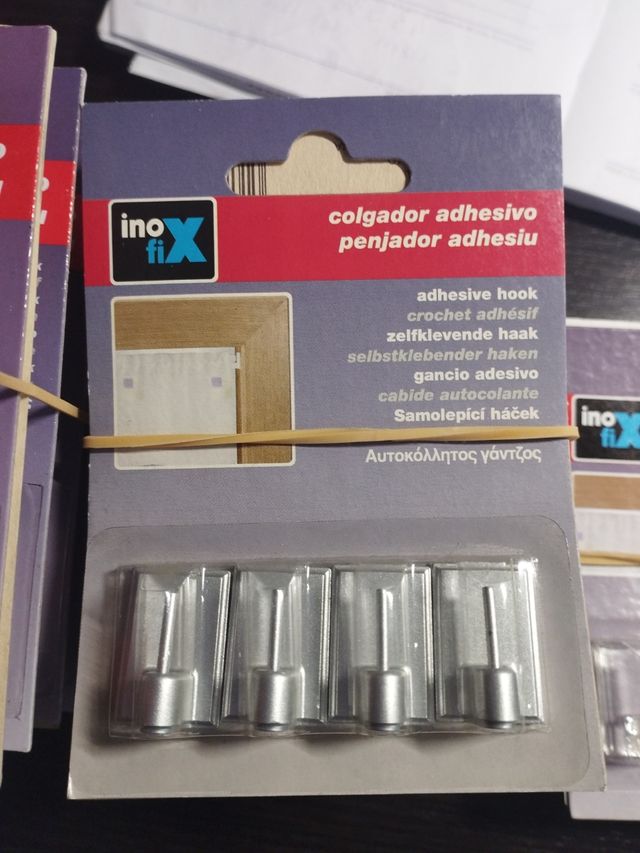 ino
fiX
colgador adhesivo
penjador adhesiu
adhesive hook
crochet adhésif
zelfklevende haak
selbstklebender haken
gancio adesivo
cabide autocolante
Samolepící háček
Αυτοκόλλητος γάντζος
ino
fiX